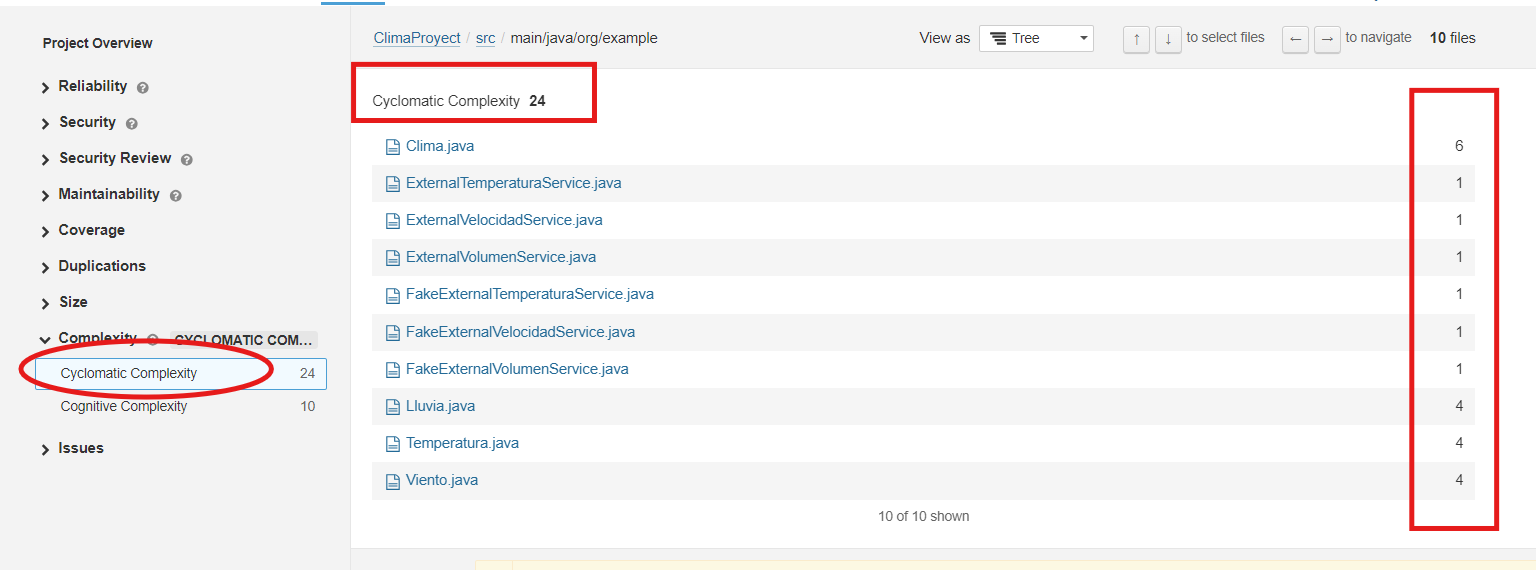 Project Overview
Reliability ?
Security ?
Security Review ?
Maintainability ?
Coverage
Duplications
Size
Complexity ? CYCLOMATIC COM...
Cyclomatic Complexity 24
Cognitive Complexity 10
Issues
ClimaProyect / src / main/java/org/example
View as Tree ↑ ↓ to select files ← → to navigate 10 files
Cyclomatic Complexity 24
Clima.java 6
ExternalTemperaturaService.java 1
ExternalVelocidadService.java 1
ExternalVolumenService.java 1
FakeExternalTemperaturaService.java 1
FakeExternalVelocidadService.java 1
FakeExternalVolumenService.java 1
Lluvia.java 4
Temperatura.java 4
Viento.java 4
10 of 10 shown